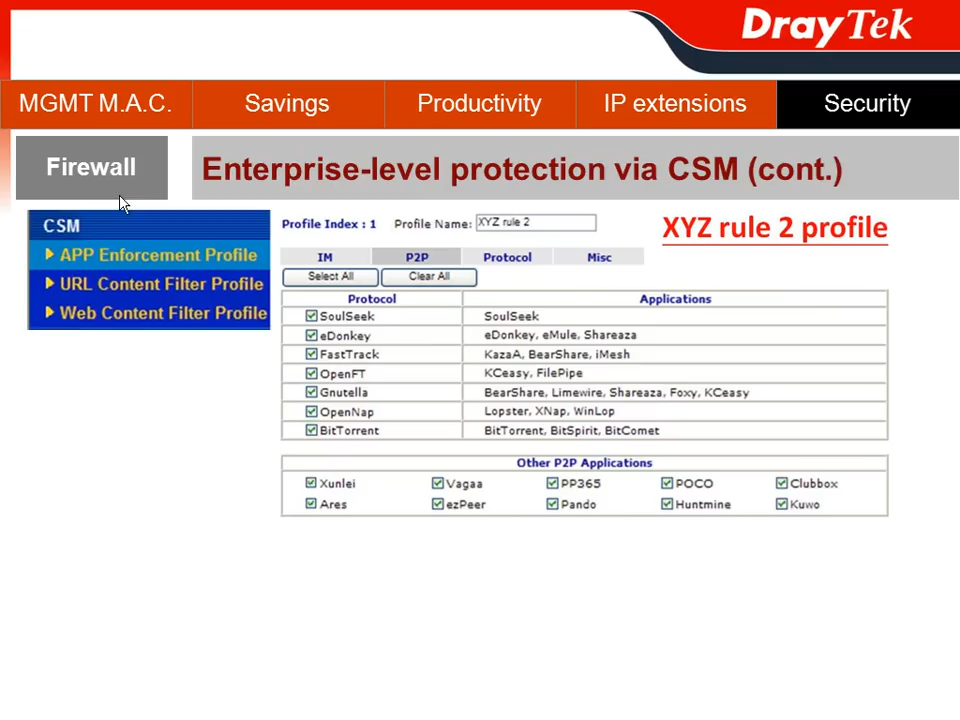 DrayTek
MGMT M.A.C. Savings Productivity IP extensions Security
Firewall
Enterprise-level protection via CSM (cont.)
CSM
APP Enforcement Profile
URL Content Filter Profile
Web Content Filter Profile
Profile Index : 1 Profile Name: XYZ rule 2
XYZ rule 2 profile
IM P2P Protocol Misc
Select All Clear All
Protocol Applications
SoulSeek SoulSeek
eDonkey eDonkey, eMule, Shareaza
FastTrack KazaA, BearShare, iMesh
OpenFT KCeasy, FilePipe
Gnutella BearShare, Limewire, Shareaza, Foxy, KCeasy
OpenNap Lopster, XNap, WinLop
BitTorrent BitTorrent, BitSpirit, BitComet
Other P2P Applications
Xunlei Vagaa PP365 POCO Clubbox
Ares ezPeer Pando Huntmine Kuwo